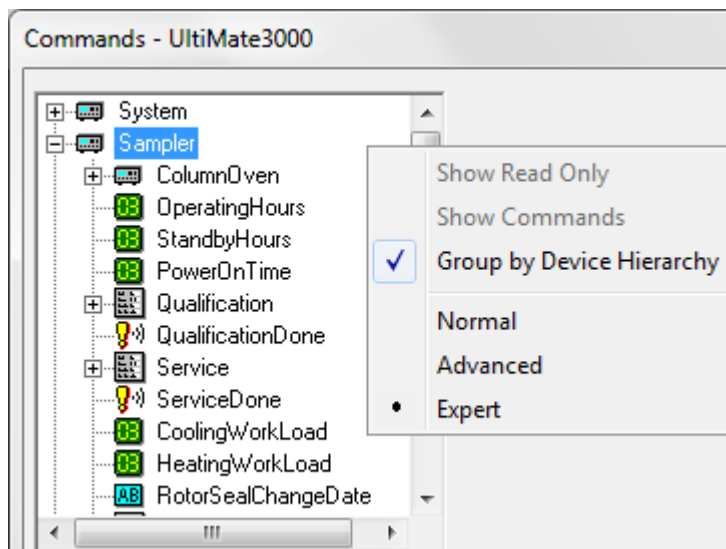 Commands - UltiMate3000
System
Sampler
ColumnOven
OperatingHours
StandbyHours
PowerOnTime
Qualification
QualificationDone
Service
ServiceDone
CoolingWorkLoad
HeatingWorkLoad
RotorSealChangeDate
Show Read Only
Show Commands
Group by Device Hierarchy
Normal
Advanced
Expert